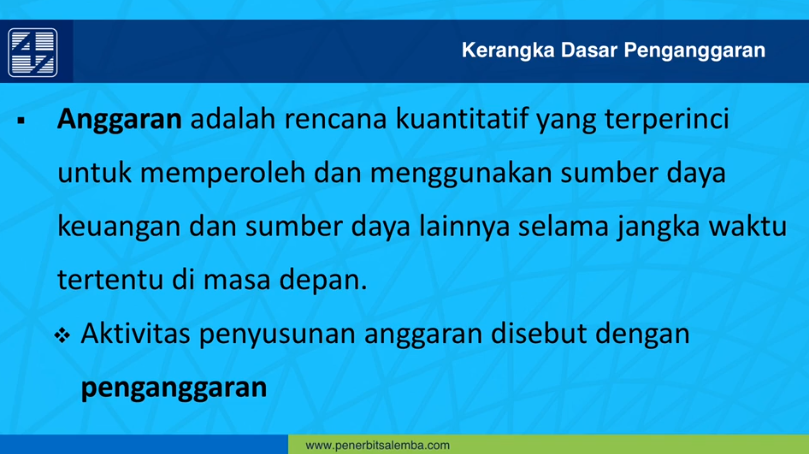 Kerangka Dasar Penganggaran
▪ Anggaran adalah rencana kuantitatif yang terperinci
untuk memperoleh dan menggunakan sumber daya
keuangan dan sumber daya lainnya selama jangka waktu
tertentu di masa depan.
❖ Aktivitas penyusunan anggaran disebut dengan
penganggaran
www.penerbitsalemba.com